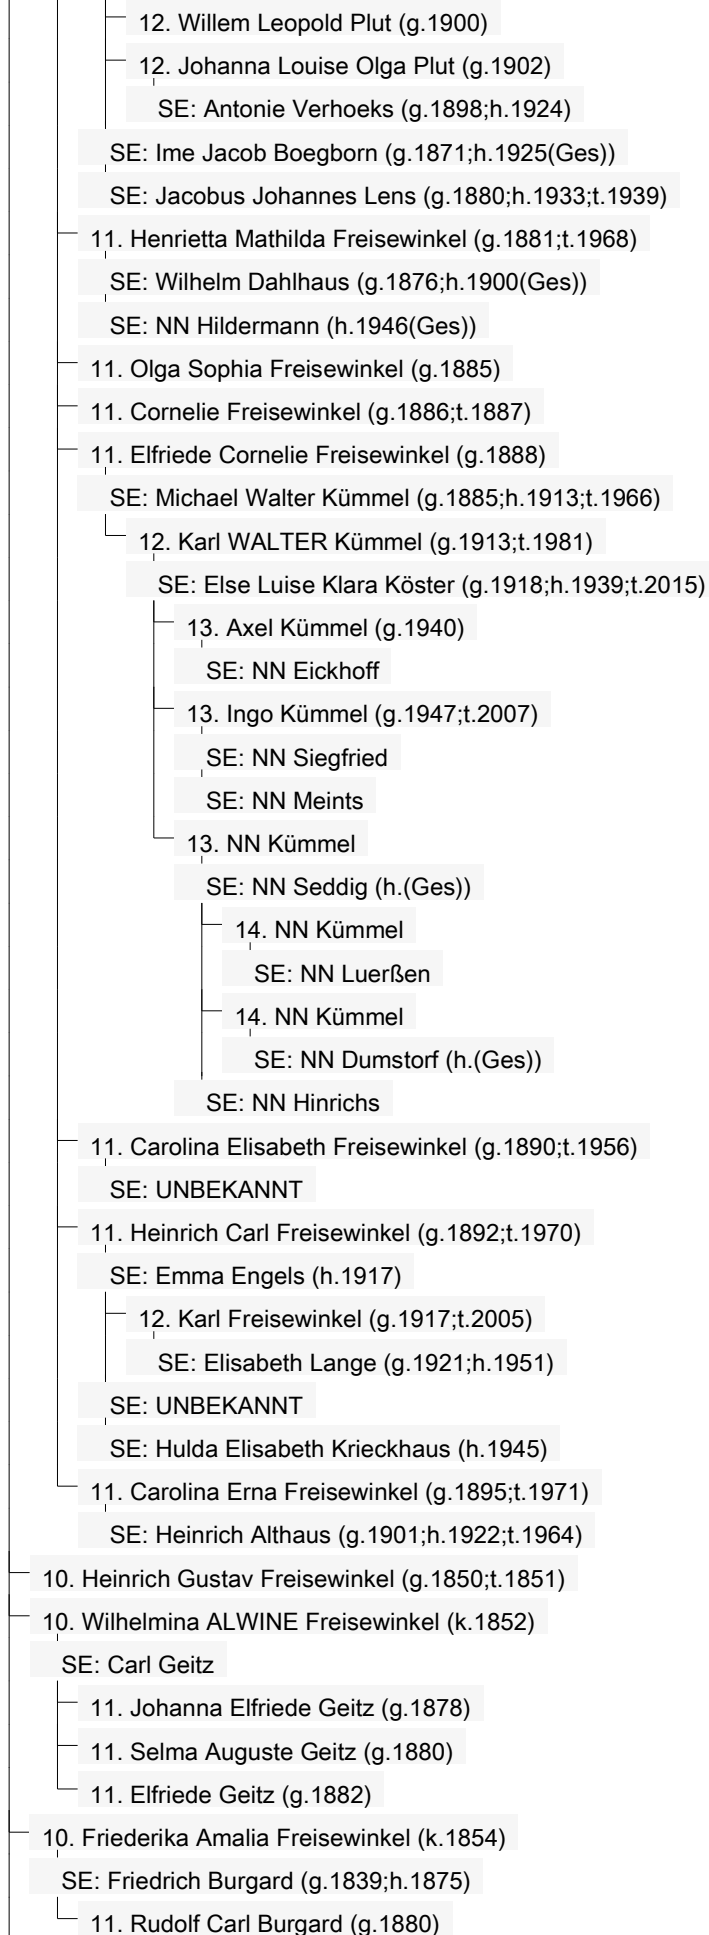 12. Willem Leopold Plut (g.1900)
12. Johanna Louise Olga Plut (g.1902)
SE: Antonie Verhoeks (g.1898;h.1924)
SE: Ime Jacob Boegborn (g.1871;h.1925(Ges))
SE: Jacobus Johannes Lens (g.1880;h.1933;t.1939)
11. Henrietta Mathilda Freisewinkel (g.1881;t.1968)
SE: Wilhelm Dahlhaus (g.1876;h.1900(Ges))
SE: NN Hildermann (h.1946(Ges))
11. Olga Sophia Freisewinkel (g.1885)
11. Cornelie Freisewinkel (g.1886;t.1887)
11. Elfriede Cornelie Freisewinkel (g.1888)
SE: Michael Walter Kümmel (g.1885;h.1913;t.1966)
12. Karl WALTER Kümmel (g.1913;t.1981)
SE: Else Luise Klara Köster (g.1918;h.1939;t.2015)
13. Axel Kümmel (g.1940)
SE: NN Eickhoff
13. Ingo Kümmel (g.1947;t.2007)
SE: NN Siegfried
SE: NN Meints
13. NN Kümmel
SE: NN Seddig (h.(Ges))
14. NN Kümmel
SE: NN Luerßen
14. NN Kümmel
SE: NN Dumstorf (h.(Ges))
SE: NN Hinrichs
11. Carolina Elisabeth Freisewinkel (g.1890;t.1956)
SE: UNBEKANNT
11. Heinrich Carl Freisewinkel (g.1892;t.1970)
SE: Emma Engels (h.1917)
12. Karl Freisewinkel (g.1917;t.2005)
SE: Elisabeth Lange (g.1921;h.1951)
SE: UNBEKANNT
SE: Hulda Elisabeth Krieckhaus (h.1945)
11. Carolina Erna Freisewinkel (g.1895;t.1971)
SE: Heinrich Althaus (g.1901;h.1922;t.1964)
10. Heinrich Gustav Freisewinkel (g.1850;t.1851)
10. Wilhelmina ALWINE Freisewinkel (k.1852)
SE: Carl Geitz
11. Johanna Elfriede Geitz (g.1878)
11. Selma Auguste Geitz (g.1880)
11. Elfriede Geitz (g.1882)
10. Friederika Amalia Freisewinkel (k.1854)
SE: Friedrich Burgard (g.1839;h.1875)
11. Rudolf Carl Burgard (g.1880)